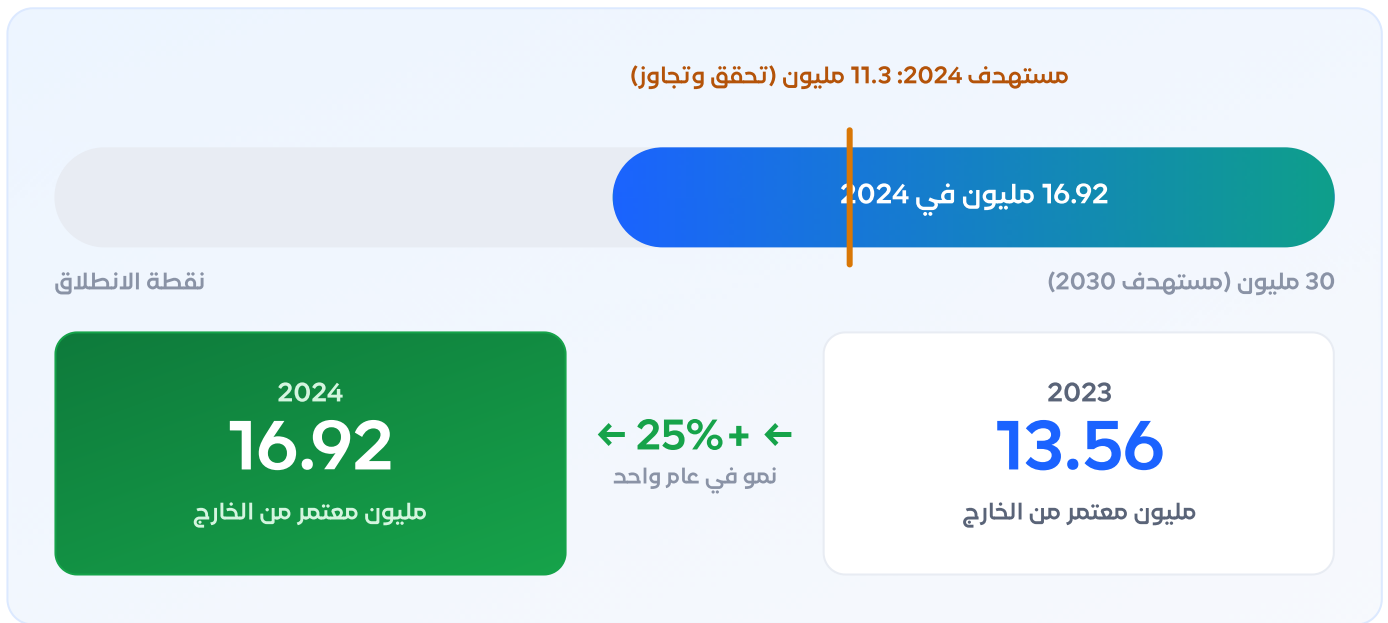 مستهدف 2024: 11.3 مليون (تحقق وتجاوز)
16.92 مليون في 2024
30 مليون (مستهدف 2030)
نقطة الانطلاق
2023
13.56
مليون معتمر من الخارج
← +25% ←
نمو في عام واحد
2024
16.92
مليون معتمر من الخارج